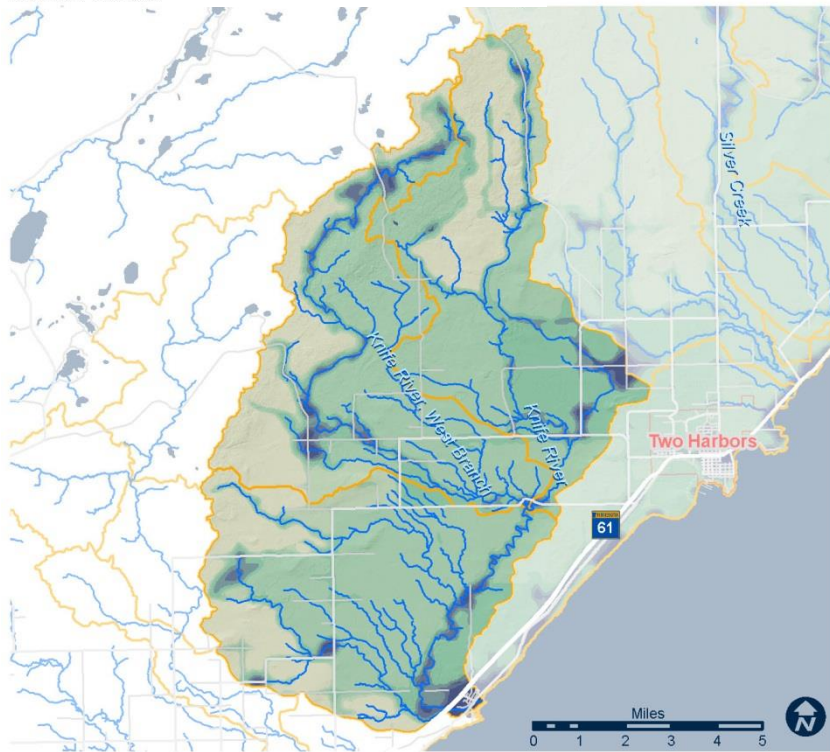 Silver Creek
Knife River, West Branch
Knife River
Two Harbors
61
Miles
0 1 2 3 4 5
N